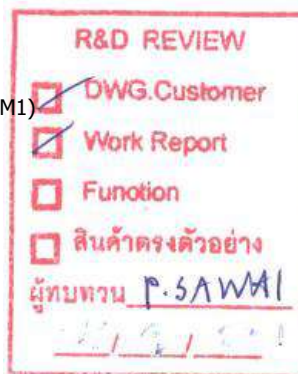 R&D REVIEW
M1) DWG.Customer
Work Report
Function
สินค้าตรงตัวอย่าง
ผู้ทบทวน P.SAWAI
/ /